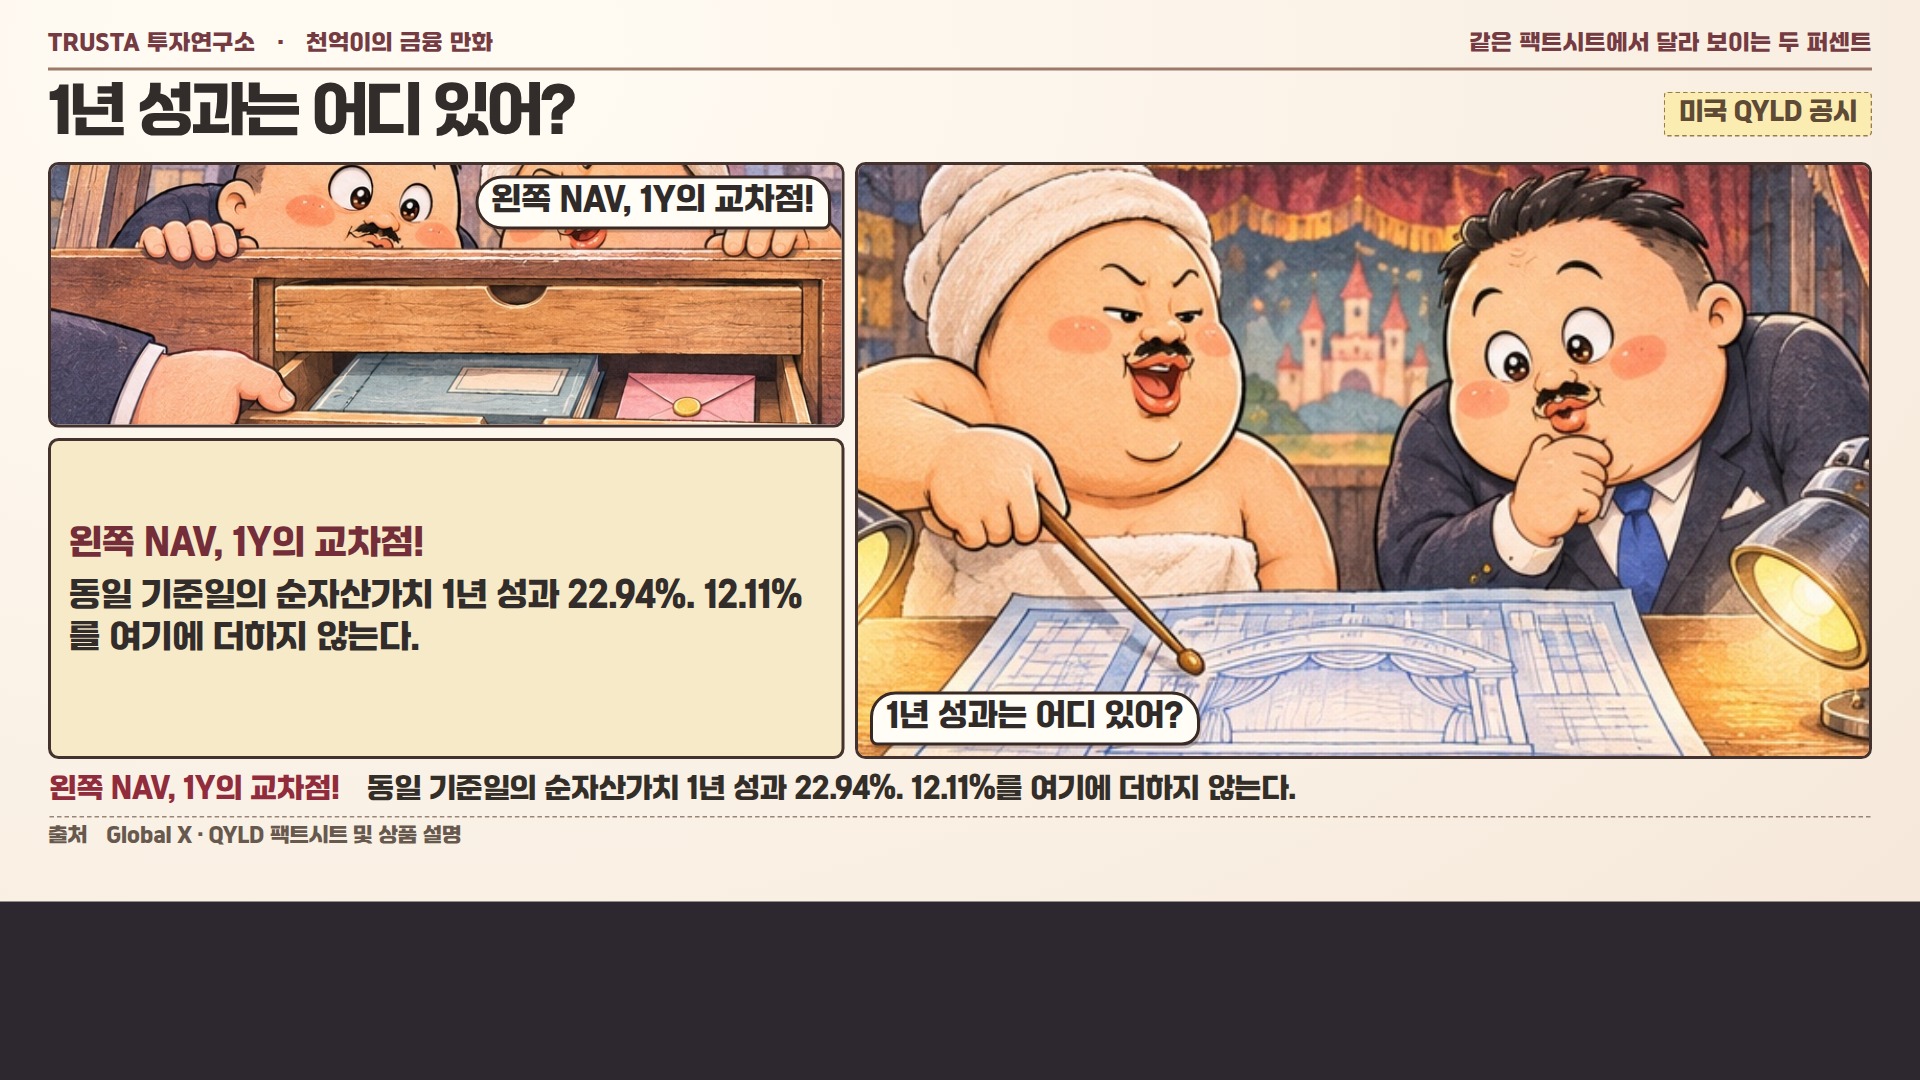 TRUSTA 투자연구소 · 천억이의 금융 만화
같은 팩트시트에서 달라 보이는 두 퍼센트
1년 성과는 어디 있어?
미국 QYLD 공시
왼쪽 NAV, 1Y의 교차점!
왼쪽 NAV, 1Y의 교차점!
동일 기준일의 순자산가치 1년 성과 22.94%. 12.11%
를 여기에 더하지 않는다.
1년 성과는 어디 있어?
왼쪽 NAV, 1Y의 교차점! 동일 기준일의 순자산가치 1년 성과 22.94%. 12.11%를 여기에 더하지 않는다.
출처 Global X · QYLD 팩트시트 및 상품 설명